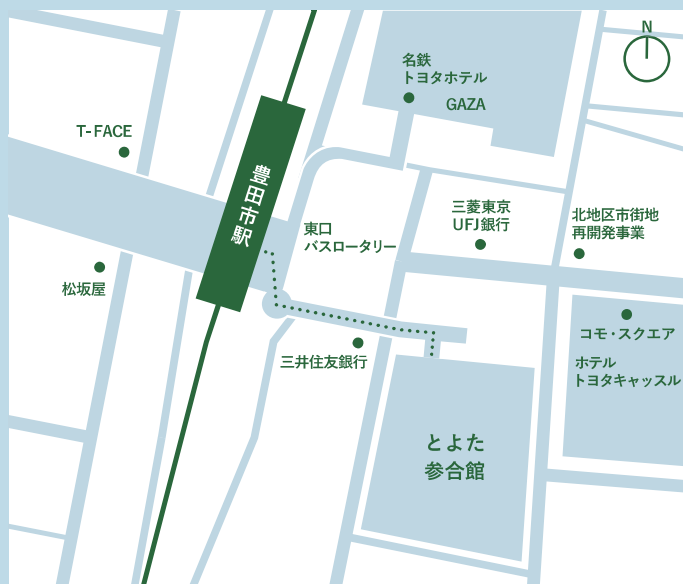 N
名鉄
トヨタホテル
GAZA
T-FACE
豊田市駅
三菱東京
UFJ銀行
北地区市街地
再開発事業
東口
バスロータリー
松坂屋
コモ・スクエア
三井住友銀行
ホテル
トヨタキャッスル
とよた
参合館